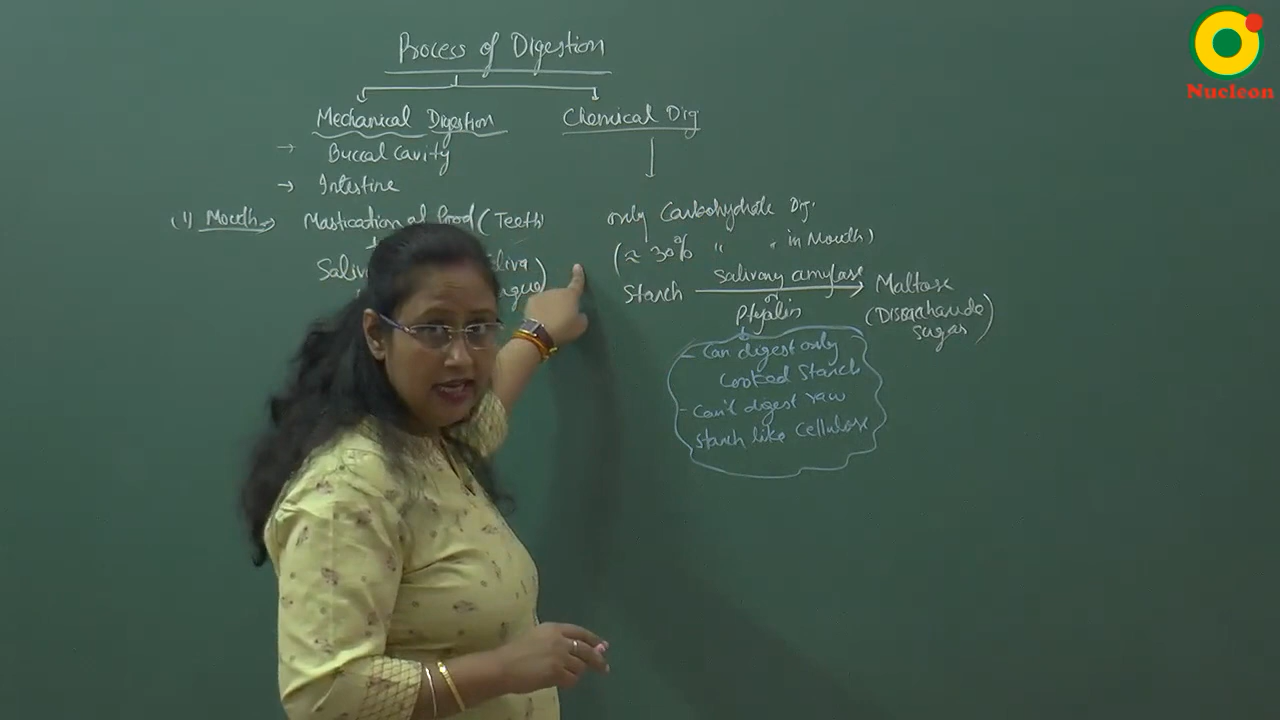 Process of Digestion
Mechanical Digestion
Chemical Dig
→ Buccal Cavity
→ Intestine
(1) Mouth → Mastication of food (Teeth
only Carbohydrate Dig.
(≈ 30% " " in Mouth)
Starch
Salivary amylase
or
Ptyalin
Maltose
(Disaccharide
sugar)
- Can digest only
Cooked Starch
- Can't digest raw
starch like Cellulose
Nucleon